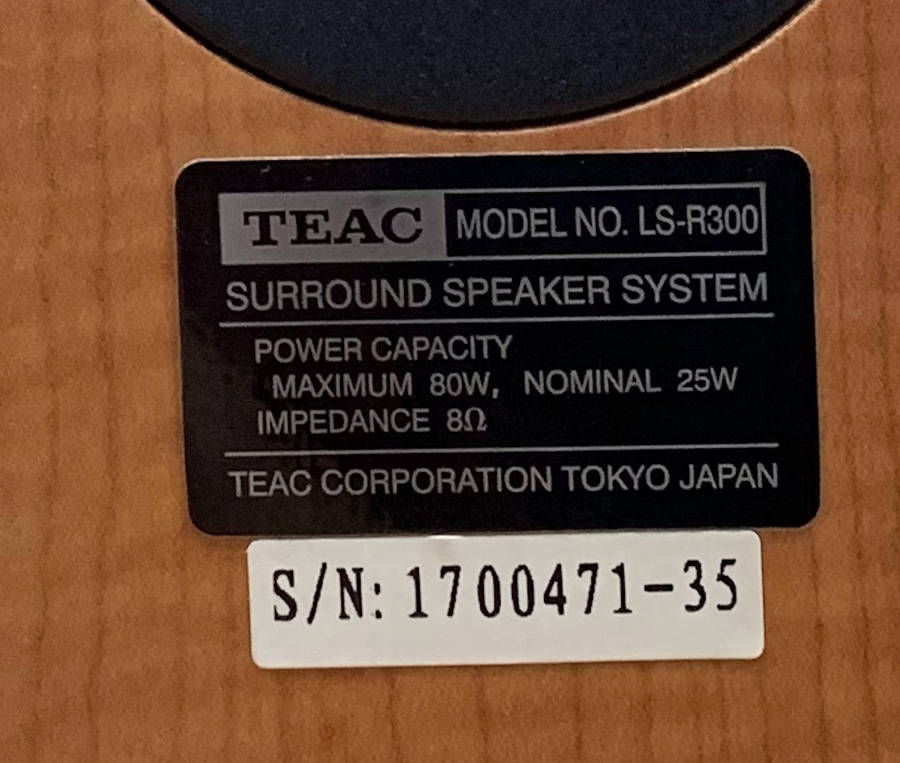 TEAC MODEL NO. LS-R300
SURROUND SPEAKER SYSTEM
POWER CAPACITY
MAXIMUM 80W, NOMINAL 25W
IMPEDANCE 8Ω
TEAC CORPORATION TOKYO JAPAN
S/N: 1700471-35